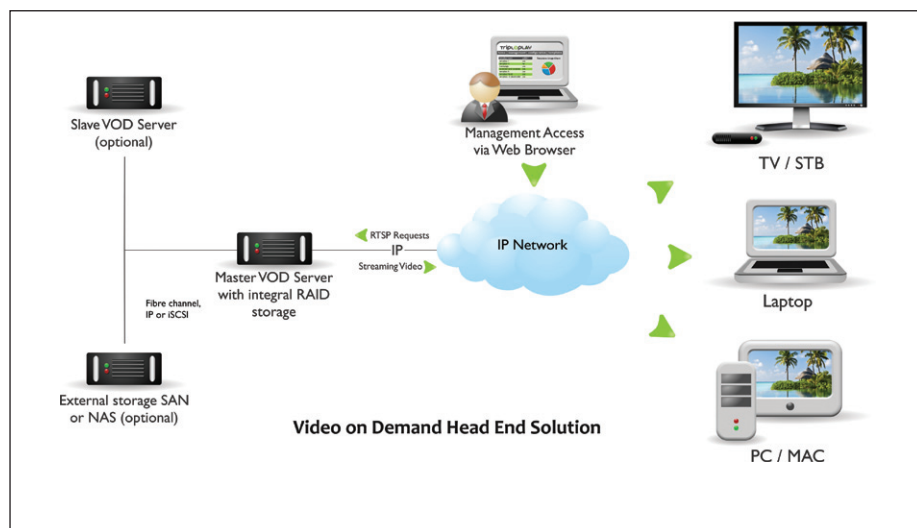 TRIPLEPLAY
Slave VOD Server
(optional)
Management Access
via Web Browser
TV / STB
RTSP Requests
IP
Streaming Video
IP Network
Master VOD Server
with integral RAID
storage
Fibre channel,
IP or iSCSI
Laptop
External storage SAN
or NAS (optional)
Video on Demand Head End Solution
PC / MAC